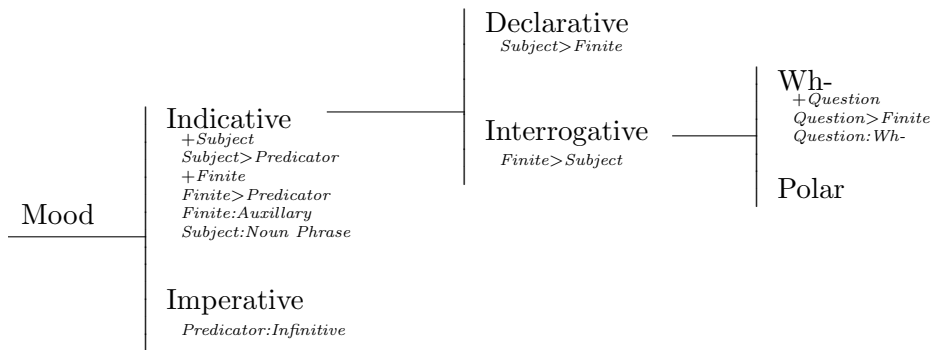 Mood
Indicative
+Subject
Subject>Predicator
+Finite
Finite>Predicator
Finite:Auxillary
Subject:Noun Phrase
Imperative
Predicator:Infinitive
Declarative
Subject>Finite
Interrogative
Finite>Subject
Wh-
+Question
Question>Finite
Question:Wh-
Polar